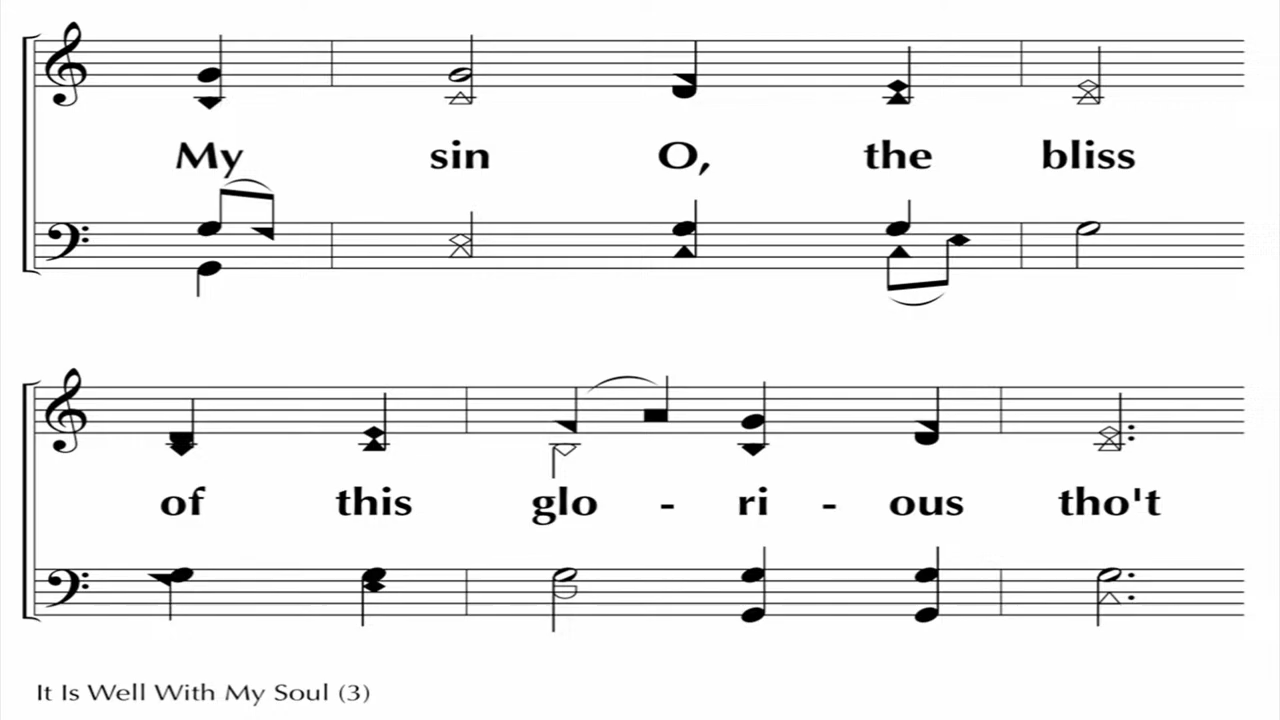 My sin O, the bliss
of this glo - ri - ous tho't
It Is Well With My Soul (3)